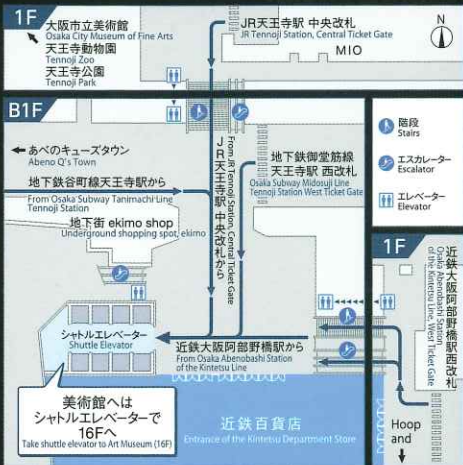 1F
大阪市立美術館
Osaka City Museum of Fine Arts
天王寺動物園
Tennoji Zoo
天王寺公園
Tennoji Park
JR天王寺駅 中央改札
JR Tennoji Station, Central Ticket Gate
MIO
N
B1F
← あべのキューズタウン
Abeno Q's Town
地下鉄谷町線天王寺駅から
From Osaka Subway Tanimachi Line
Tennoji Station
地下街 ekimo shop
Underground shopping spot, ekimo
From JR Tennoji Station, Central Ticket Gate
JR天王寺駅 中央改札から
地下鉄御堂筋線
天王寺駅 西改札
Osaka Subway Midosuji Line
Tennoji Station West Ticket Gate
階段
Stairs
エスカレーター
Escalator
エレベーター
Elevator
シャトルエレベーター
Shuttle Elevator
近鉄大阪阿部野橋駅から
From Osaka Abenobashi Station
of the Kintetsu Line
美術館へは
シャトルエレベーターで
16Fへ
Take shuttle elevator to Art Museum (16F)
近鉄百貨店
Entrance of the Kintetsu Department Store
1F
近鉄大阪阿部野橋駅西改札
Osaka Abenobashi Station
of the Kintetsu Line, West Ticket Gate
Hoop
and